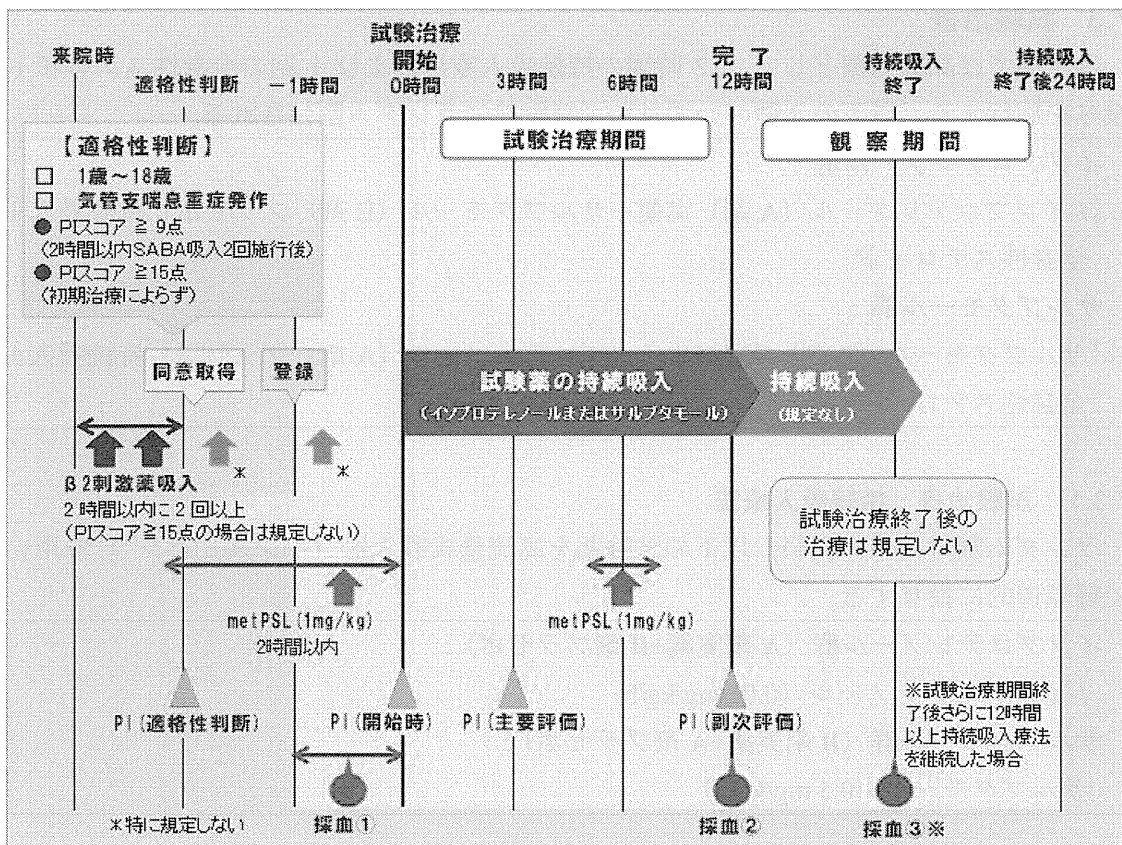 来院時
適格性判断
－1時間
試験治療
開始
0時間
3時間
6時間
完了
12時間
持続吸入
終了
持続吸入
終了後24時間
試験治療期間
観察期間
【適格性判断】
□ 1歳～18歳
□ 気管支喘息重症発作
● PIスコア ≧ 9点
(2時間以内SABA吸入2回施行後)
● PIスコア ≧15点
(初期治療によらず)
同意取得
登録
試験薬の持続吸入
(イソプロテレノールまたはサルブタモール)
持続吸入
(規定なし)
*
*
β2刺激薬吸入
2時間以内に2回以上
(PIスコア≧15点の場合は規定しない)
試験治療終了後の
治療は規定しない
metPSL(1mg/kg)
2時間以内
metPSL(1mg/kg)
PI(適格性判断)
PI(開始時)
PI(主要評価)
PI(副次評価)
※試験治療期間終
了後さらに12時間
以上持続吸入療法
を継続した場合
*特に規定しない
採血①
採血②
採血③※